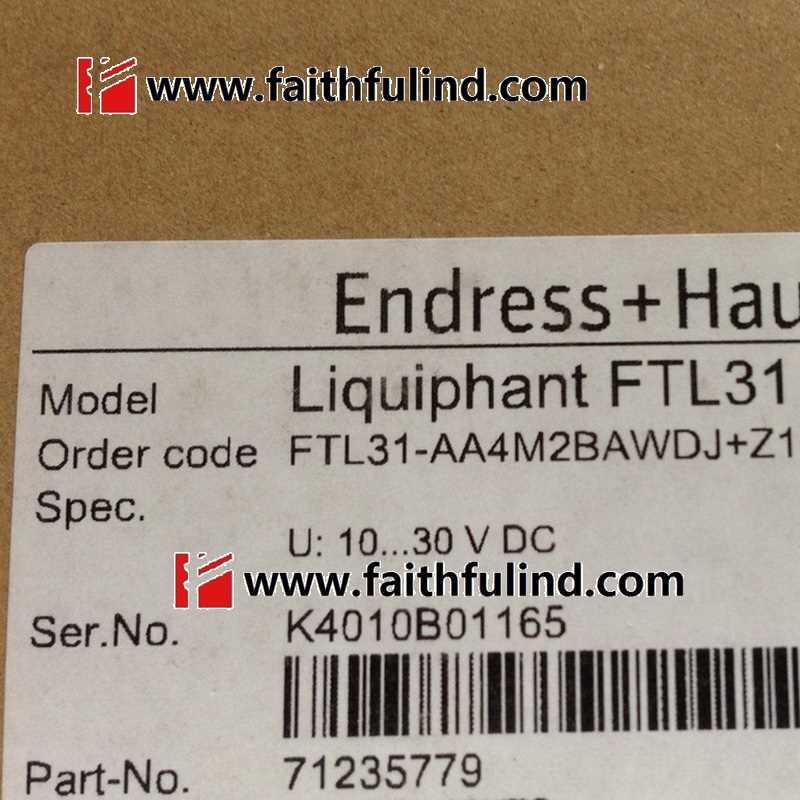 www.faithfulind.com
Endress+Hau
Model Liquiphant FTL31
Order code FTL31-AA4M2BAWDJ+Z1
Spec.
U: 10...30 V DC
www.faithfulind.com
Ser.No. K4010B01165
Part-No. 71235779